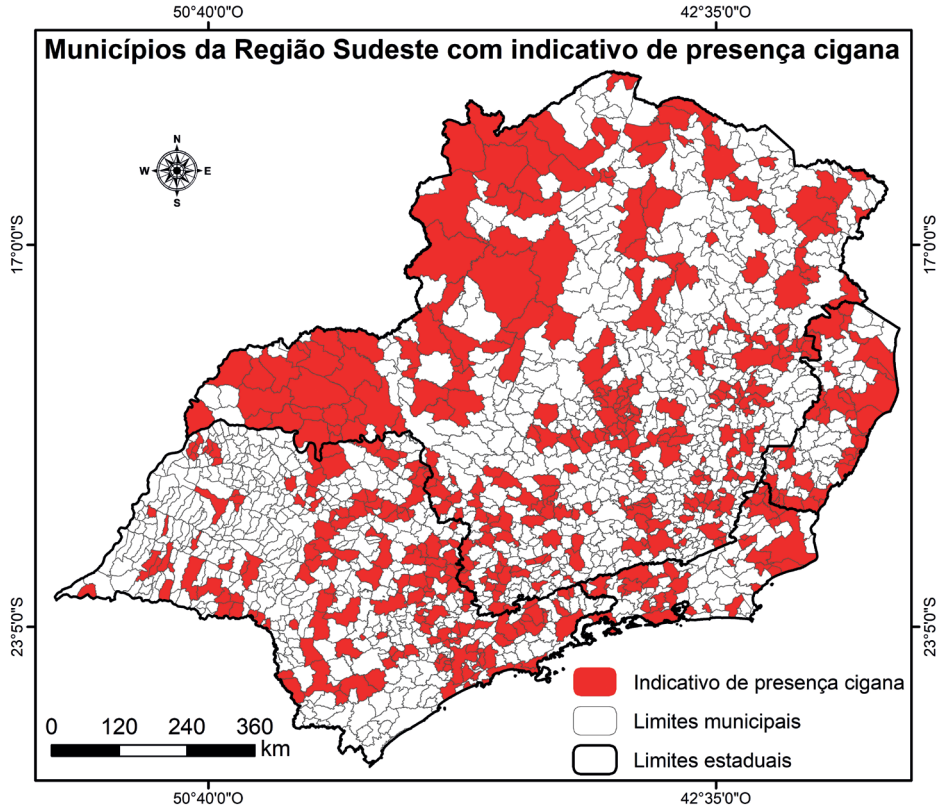 50°40'0"O
42°35'0"O
Municípios da Região Sudeste com indicativo de presença cigana
N
W
E
S
17°0'0"S
17°0'0"S
23°5'0"S
23°5'0"S
Indicativo de presença cigana
Limites municipais
Limites estaduais
0
120
240
360
km
50°40'0"O
42°35'0"O